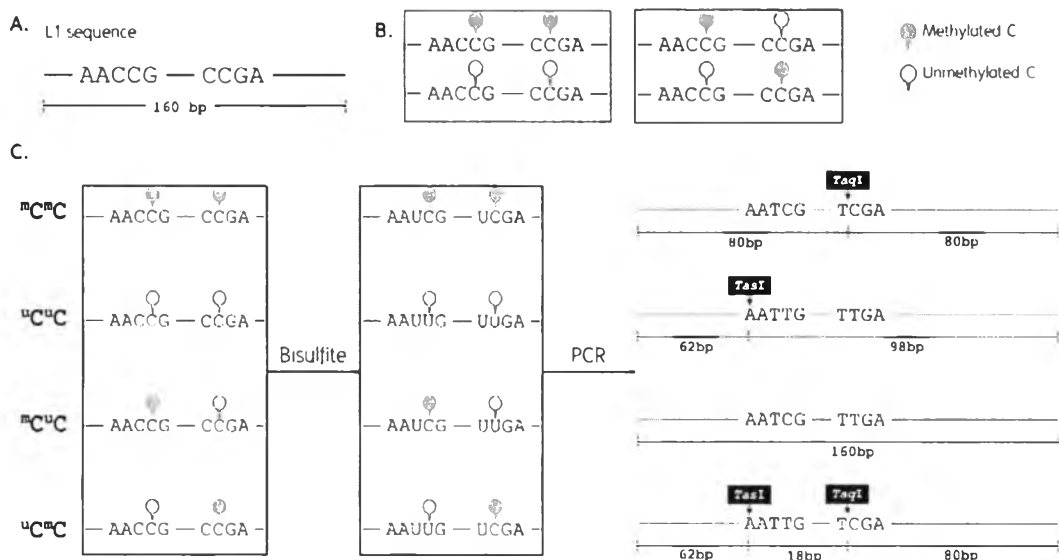 A. L1 sequence
— AACCG — CCGA —
160 bp
B.
— AACCG — CCGA —
— AACCG — CCGA —
— AACCG — CCGA —
— AACCG — CCGA —
Methylated C
Unmethylated C
C.
ᵐCᵐC
— AACCG — CCGA —
— AAUCG — UCGA —
TaqI
AATCG TCGA
80bp 80bp
ᵘCᵘC
— AACCG — CCGA —
— AAUUG — UUGA —
TasI
AATTG TTGA
62bp 98bp
Bisulfite PCR
ᵐCᵘC
— AACCG — CCGA —
— AAUCG — UUGA —
AATCG — TTGA
160bp
ᵘCᵐC
— AACCG — CCGA —
— AAUUG — UCGA —
TasI TaqI
AATTG — TCGA
62bp 18bp 80bp